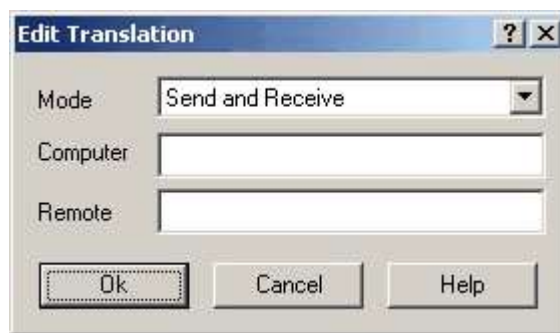 Edit Translation
Mode Send and Receive
Computer
Remote
Ok Cancel Help